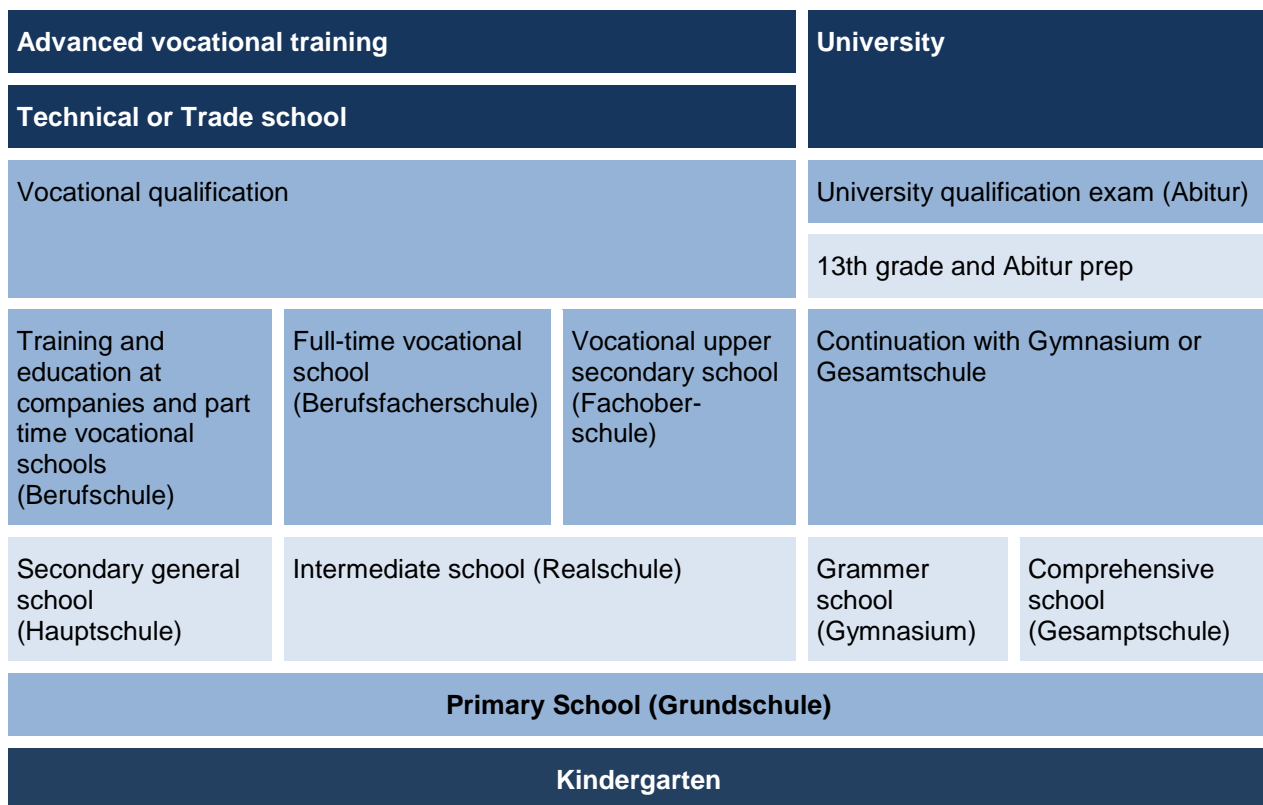 Advanced vocational training
University
Technical or Trade school
Vocational qualification
University qualification exam (Abitur)
13th grade and Abitur prep
Training and
education at
companies and part
time vocational
schools
(Berufschule)
Full-time vocational
school
(Berufsfacherschule)
Vocational upper
secondary school
(Fachober-
schule)
Continuation with Gymnasium or
Gesamtschule
Secondary general
school
(Hauptschule)
Intermediate school (Realschule)
Grammer
school
(Gymnasium)
Comprehensive
school
(Gesamptschule)
Primary School (Grundschule)
Kindergarten